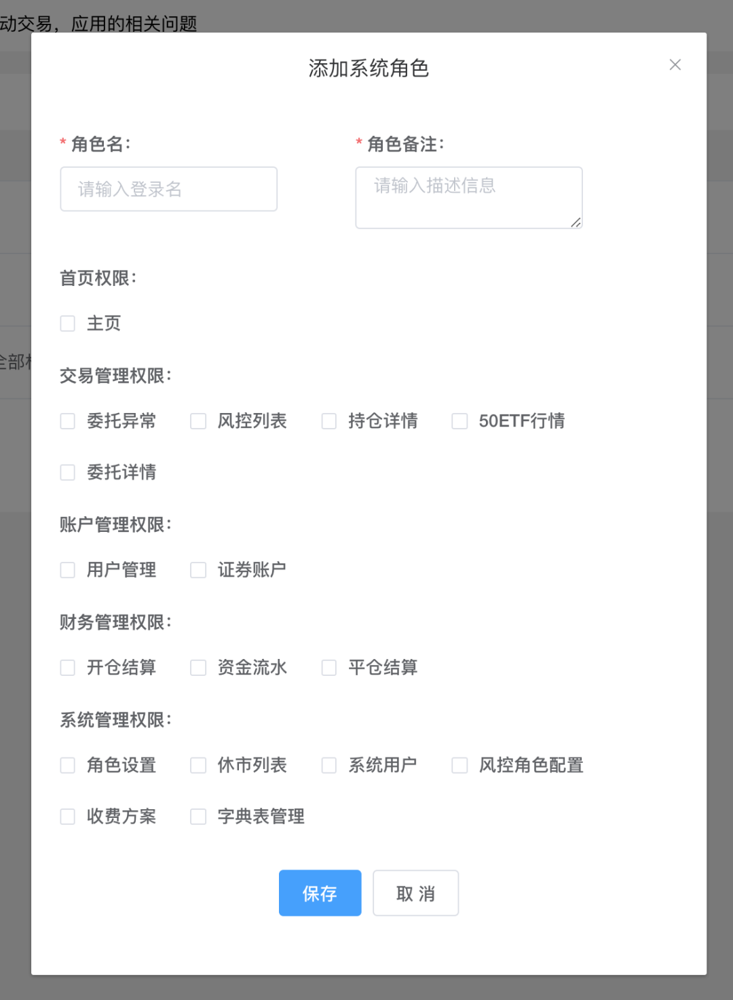 动交易，应用的相关问题
添加系统角色
* 角色名：
* 角色备注：
请输入登录名
请输入描述信息
首页权限：
主页
全部
交易管理权限：
委托异常 风控列表 持仓详情 50ETF行情
委托详情
账户管理权限：
用户管理 证券账户
财务管理权限：
开仓结算 资金流水 平仓结算
系统管理权限：
角色设置 休市列表 系统用户 风控角色配置
收费方案 字典表管理
保存 取 消